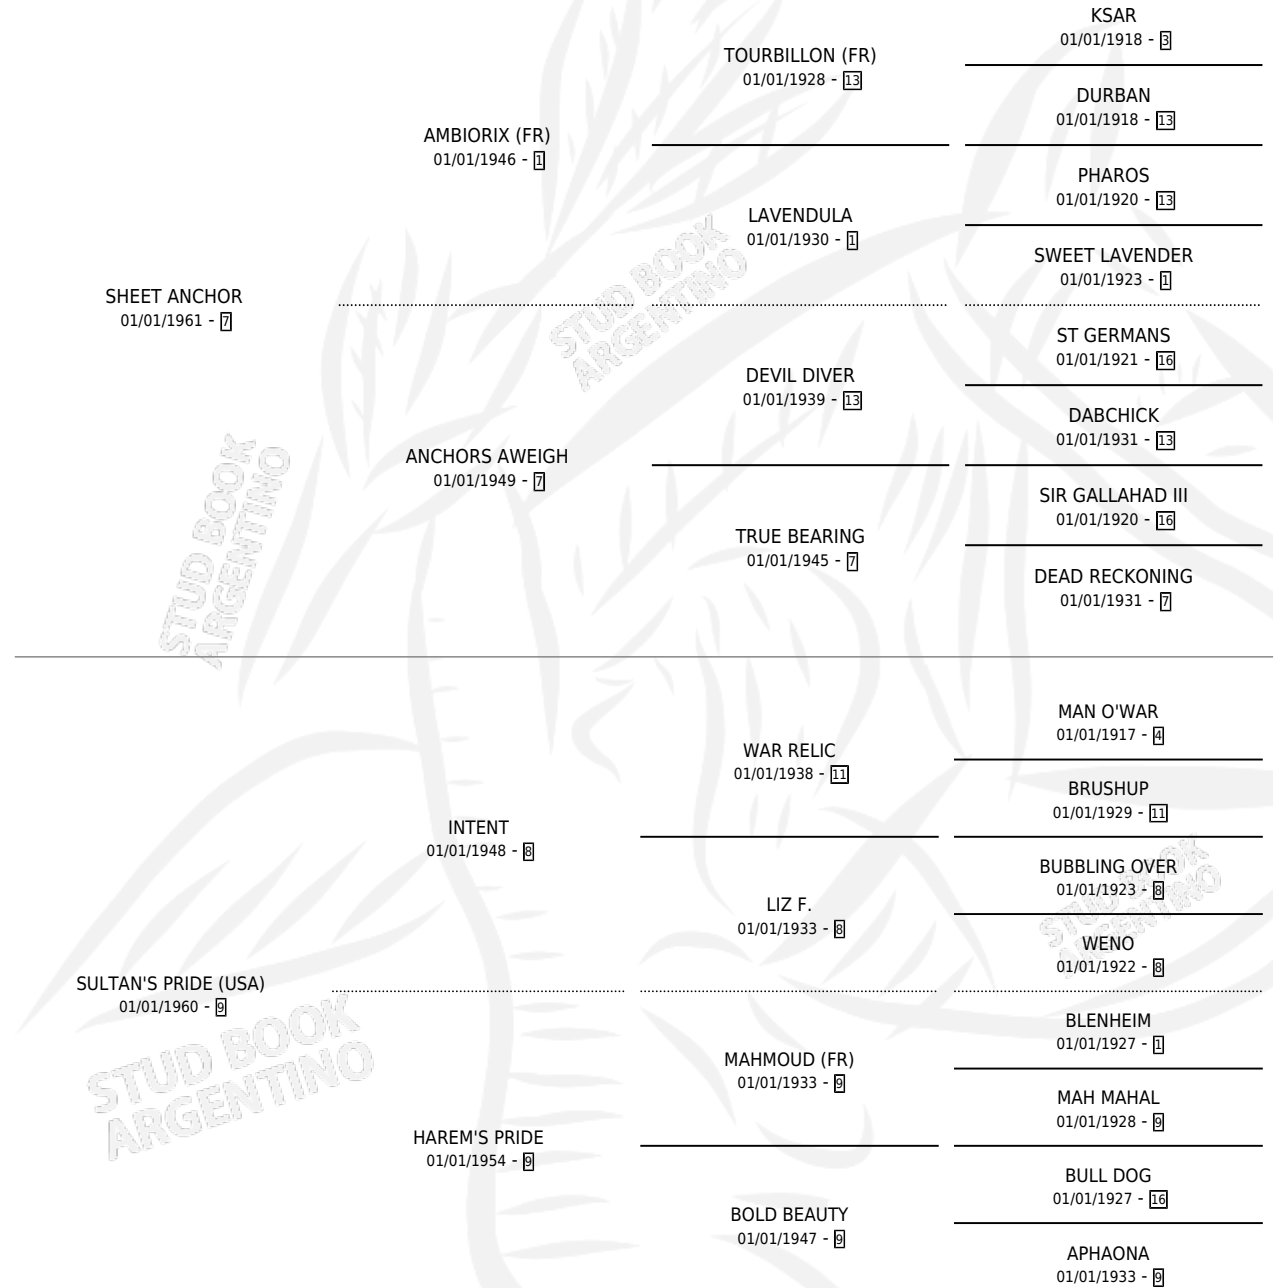 KSAR
01/01/1918 - 3
TOURBILLON (FR)
01/01/1928 - 13
DURBAN
01/01/1918 - 13
AMBIORIX (FR)
01/01/1946 - 1
PHAROS
01/01/1920 - 13
LAVENDULA
01/01/1930 - 1
SWEET LAVENDER
01/01/1923 - 1
SHEET ANCHOR
01/01/1961 - 7
STUD BOOK
ARGENTINO
ST GERMANS
01/01/1921 - 16
DEVIL DIVER
01/01/1939 - 13
DABCHICK
01/01/1931 - 13
ANCHORS AWEIGH
01/01/1949 - 7
SIR GALLAHAD III
01/01/1920 - 16
TRUE BEARING
01/01/1945 - 7
DEAD RECKONING
01/01/1931 - 7
STUD BOOK
ARGENTINO
MAN O'WAR
01/01/1917 - 4
WAR RELIC
01/01/1938 - 11
BRUSHUP
01/01/1929 - 11
INTENT
01/01/1948 - 8
BUBBLING OVER
01/01/1923 - 8
LIZ F.
01/01/1933 - 8
STUD BOOK
ARGENTINO
WENO
01/01/1922 - 8
SULTAN'S PRIDE (USA)
01/01/1960 - 9
BLENHEIM
01/01/1927 - 1
STUD BOOK
ARGENTINO
MAHMOUD (FR)
01/01/1933 - 9
MAH MAHAL
01/01/1928 - 9
HAREM'S PRIDE
01/01/1954 - 9
BULL DOG
01/01/1927 - 16
BOLD BEAUTY
01/01/1947 - 9
APHAONA
01/01/1933 - 9